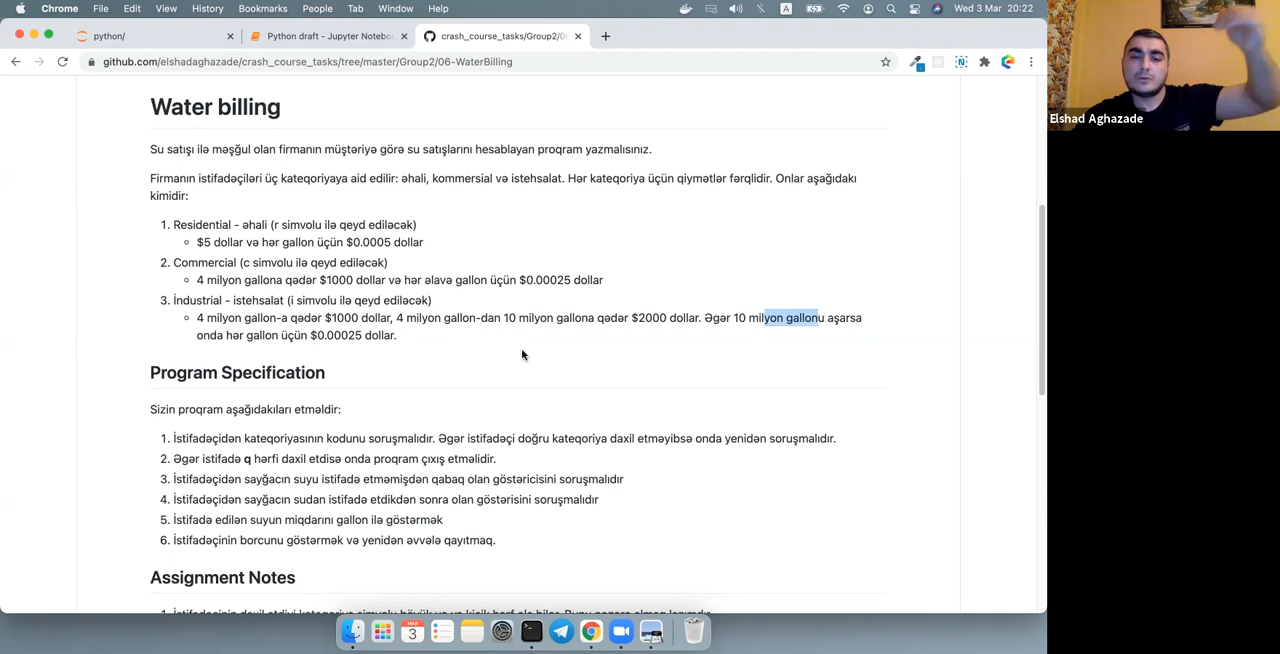 Chrome File Edit View History Bookmarks People Tab Window Help
A
Wed 3 Mar 20:22
python/
Python draft - Jupyter Noteboo
crash_course_tasks/Group2/06
github.com/elshadaghazade/crash_course_tasks/tree/master/Group2/06-WaterBilling
Elshad Aghazade
Water billing
Su satışı ilə məşğul olan firmanın müştəriyə görə su satışlarını hesablayan proqram yazmalısınız.
Firmanın istifadəçiləri üç kateqoriyaya aid edilir: əhali, kommersial və istehsalat. Hər kateqoriya üçün qiymətlər fərqlidir. Onlar aşağıdakı
kimidir:
1. Residential - əhali (r simvolu ilə qeyd ediləcək)
$5 dollar və hər gallon üçün $0.0005 dollar
2. Commercial (c simvolu ilə qeyd ediləcək)
4 milyon gallona qədər $1000 dollar və hər əlavə gallon üçün $0.00025 dollar
3. İndustrial - istehsalat (i simvolu ilə qeyd ediləcək)
4 milyon gallon-a qədər $1000 dollar, 4 milyon gallon-dan 10 milyon gallona qədər $2000 dollar. Əgər 10 milyon gallonu aşarsa
onda hər gallon üçün $0.00025 dollar.
Program Specification
Sizin proqram aşağıdakıları etməldir:
1. İstifadəçidən kateqoriyasının kodunu soruşmalıdır. Əgər istifadəçi doğru kateqoriya daxil etməyibsə onda yenidən soruşmalıdır.
2. Əgər istifadə q hərfi daxil etdisə onda proqram çıxış etməlidir.
3. İstifadəçidən sayğacın suyu istifadə etməmişdən qabaq olan göstəricisini soruşmalıdır
4. İstifadəçidən sayğacın sudan istifadə etdikdən sonra olan göstərisini soruşmalıdır
5. İstifadə edilən suyun miqdarını gallon ilə göstərmək
6. İstifadəçinin borcunu göstərmək və yenidən əvvələ qayıtmaq.
Assignment Notes
3